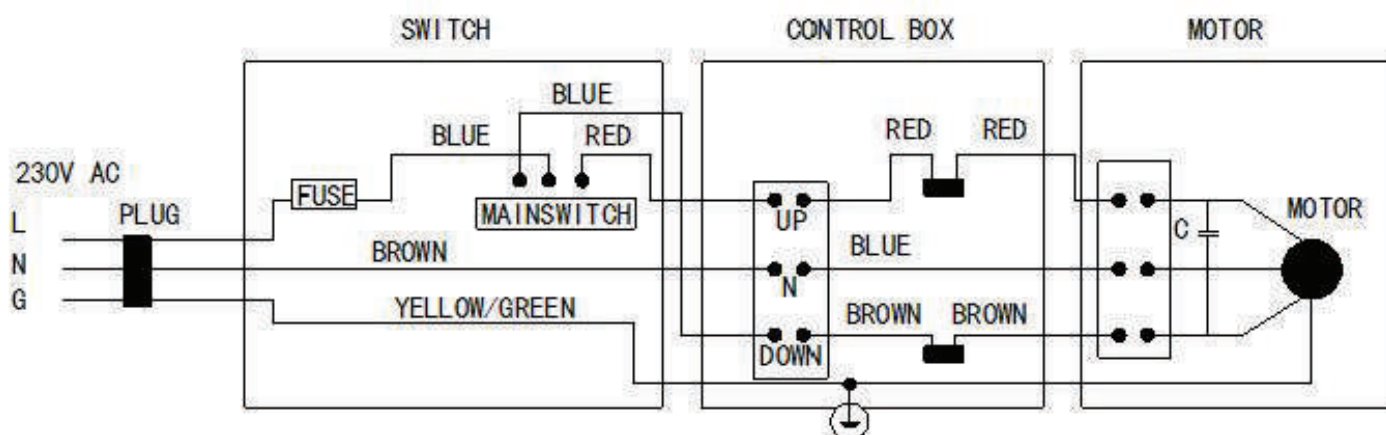 SWITCH
CONTROL BOX
MOTOR
BLUE
BLUE
RED
RED
RED
230V AC
FUSE
MAINSWITCH
PLUG
L
UP
C
MOTOR
N
BROWN
BLUE
N
G
YELLOW/GREEN
BROWN
BROWN
DOWN